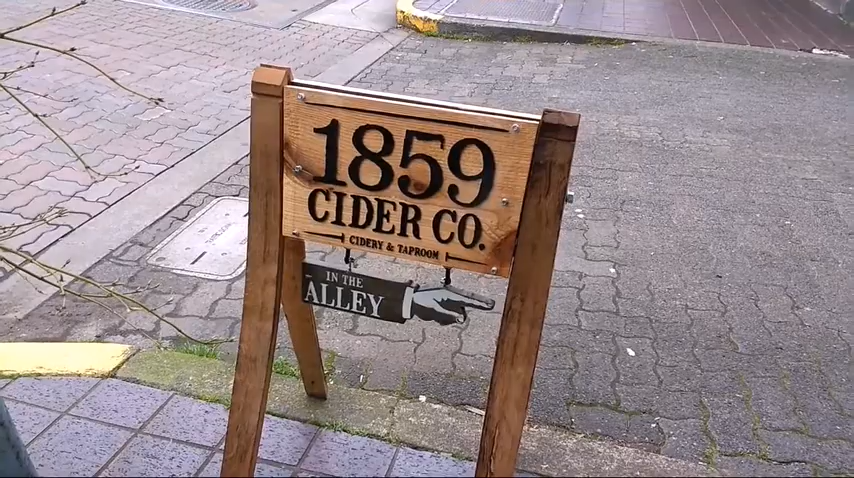 1859
CIDER CO.
CIDERY & TAPROOM
IN THE
ALLEY